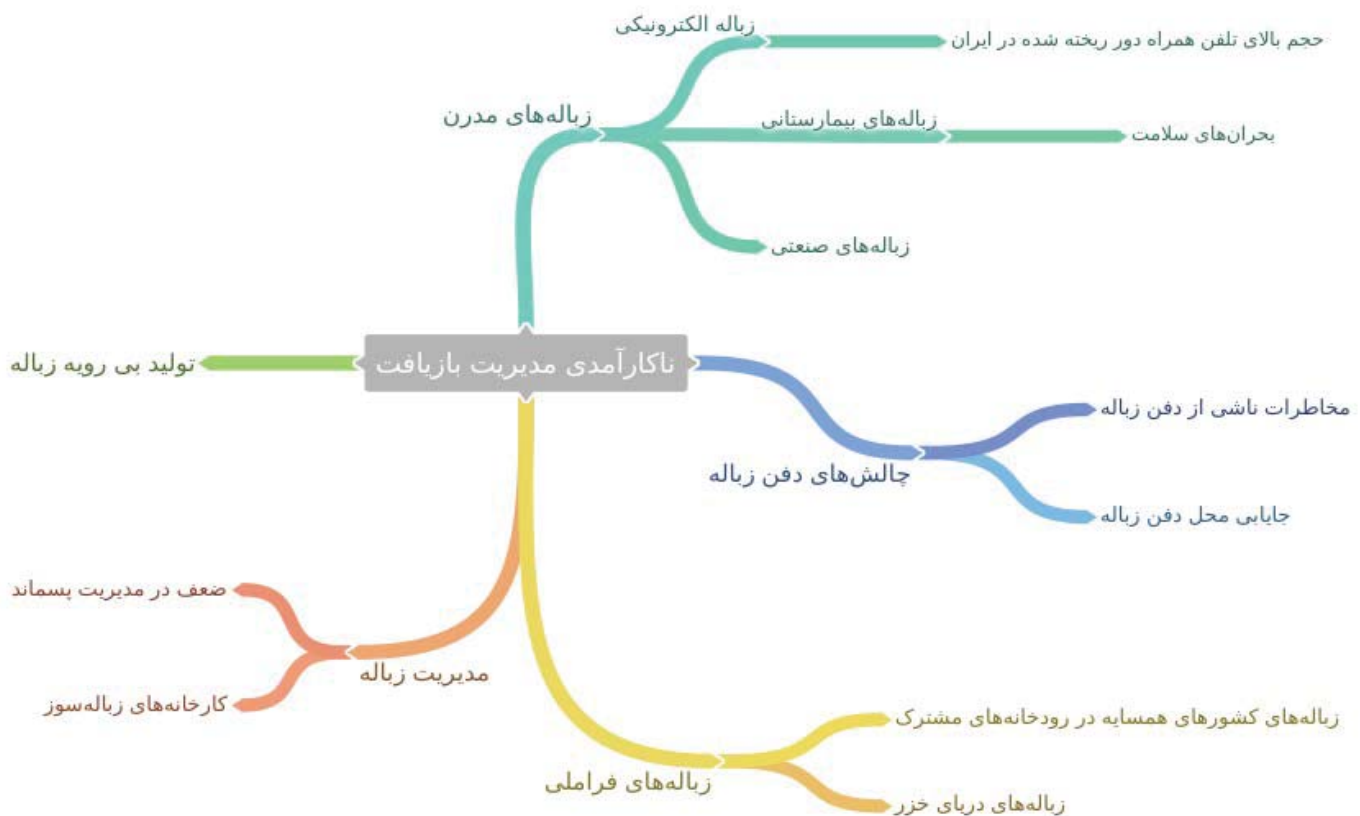 زباله الکترونیکی
حجم بالای تلفن همراه دور ریخته شده در ایران
زباله‌های مدرن
زباله‌های بیمارستانی
بحران‌های سلامت
زباله‌های صنعتی
ناکارآمدی مدیریت بازیافت
تولید بی رویه زباله
مخاطرات ناشی از دفن زباله
چالش‌های دفن زباله
جایابی محل دفن زباله
ضعف در مدیریت پسماند
مدیریت زباله
کارخانه‌های زباله‌سوز
زباله‌های کشورهای همسایه در رودخانه‌های مشترک
زباله‌های فراملی
زباله‌های دریای خزر